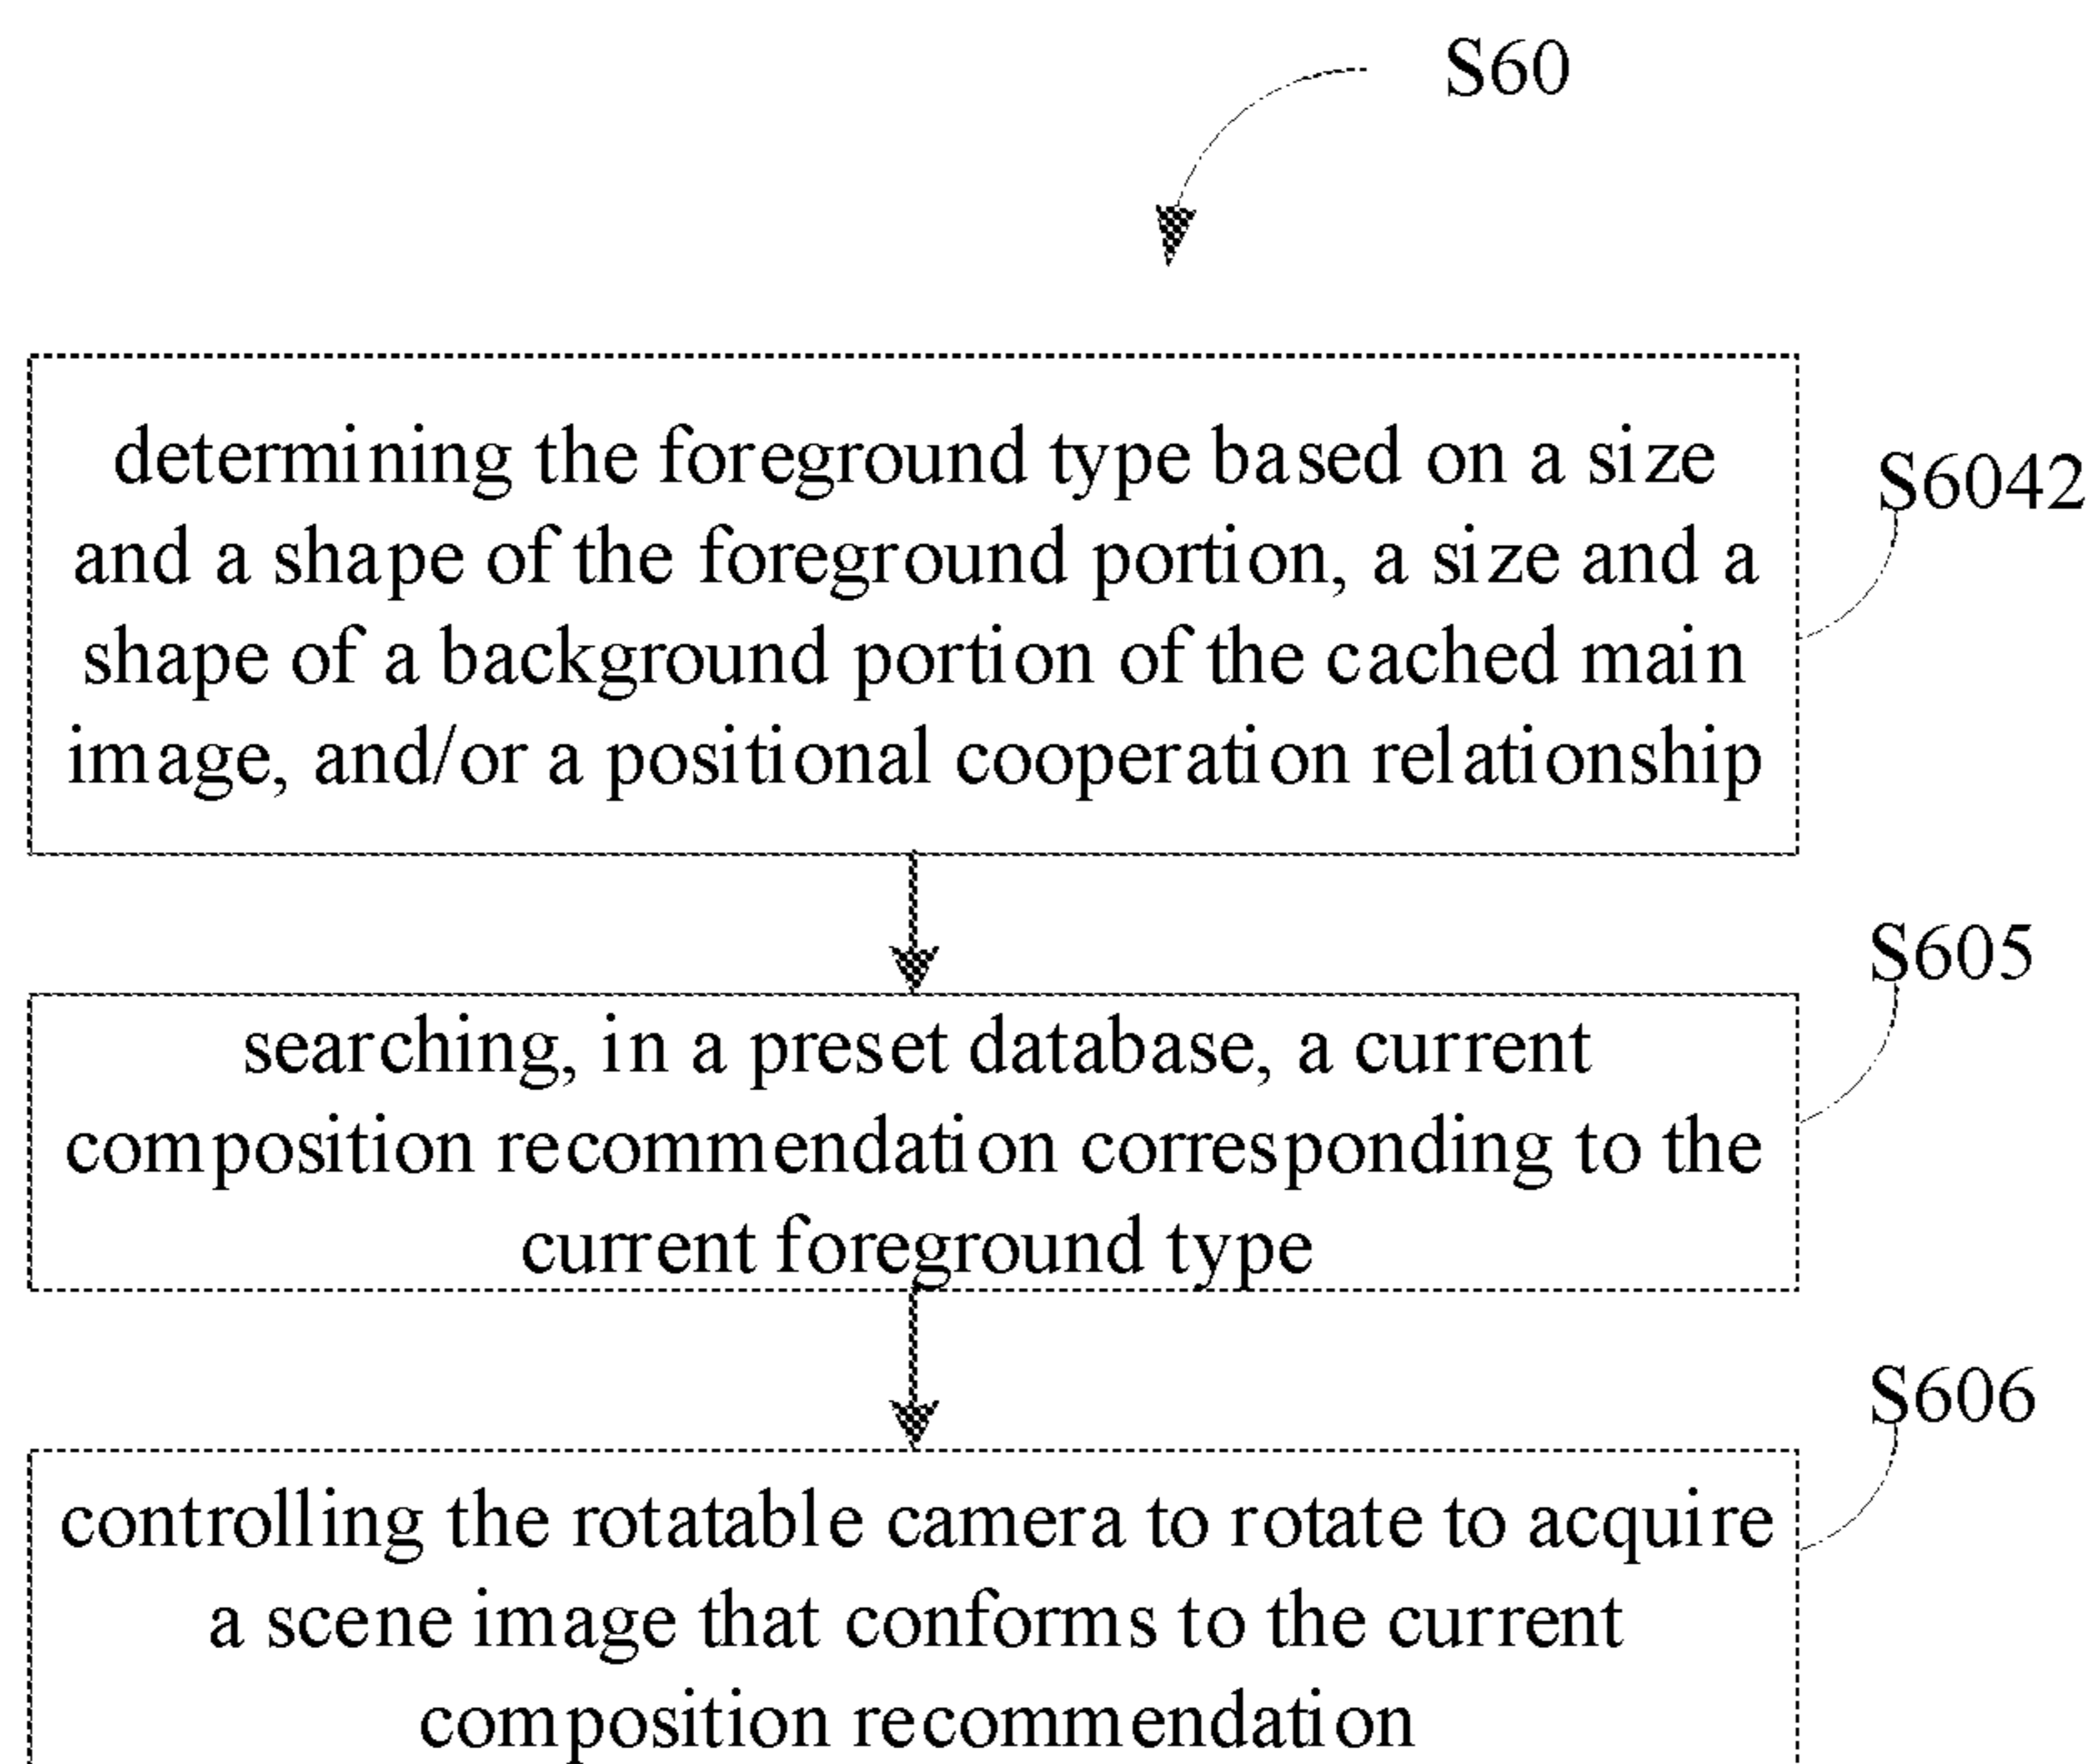 S60
determining the foreground type based on a size
and a shape of the foreground portion, a size and a
shape of a background portion of the cached main
image, and/or a positional cooperation relationship
S6042
searching, in a preset database, a current
composition recommendation corresponding to the
current foreground type
S605
controlling the rotatable camera to rotate to acquire
a scene image that conforms to the current
composition recommendation
S606